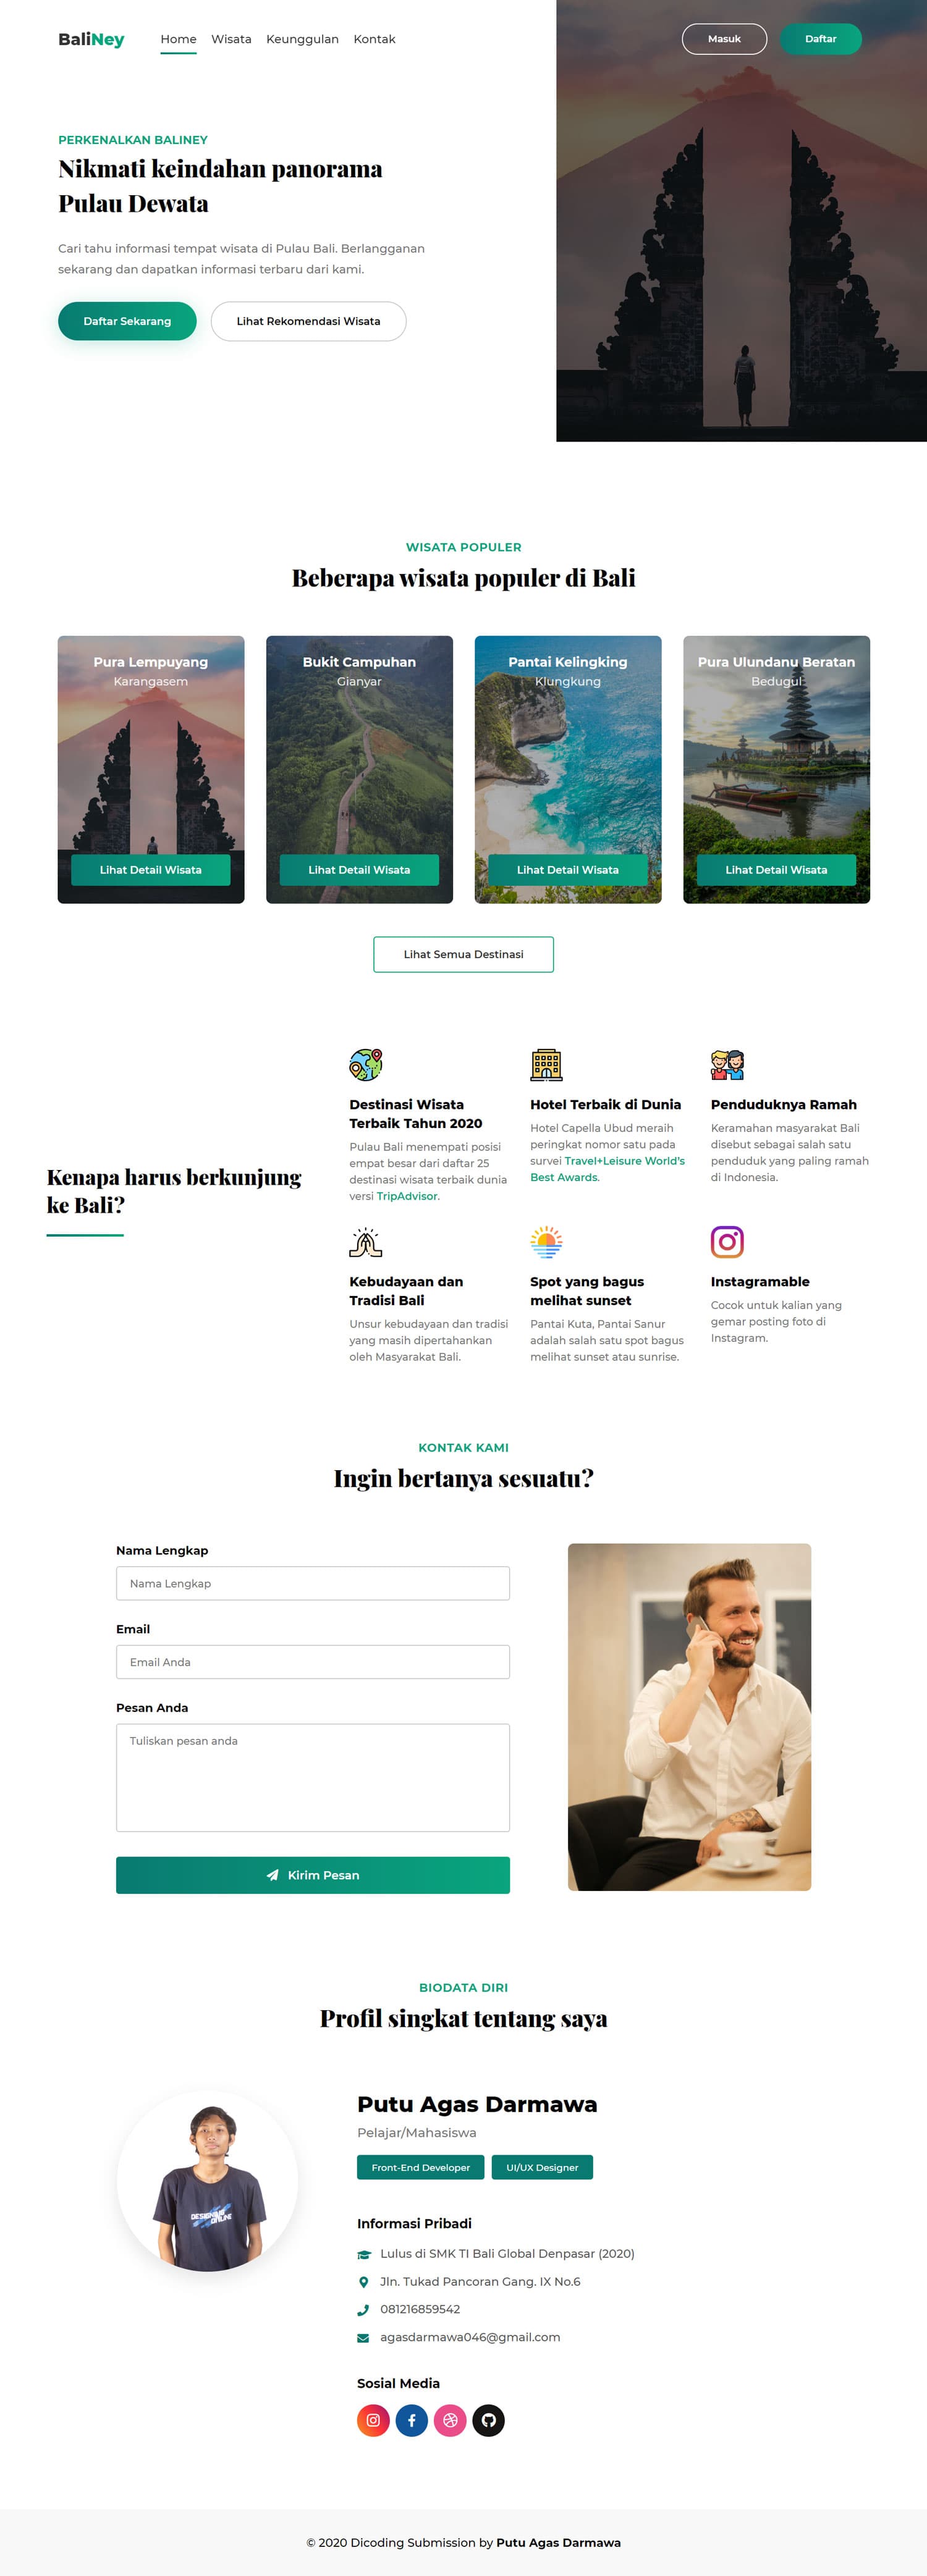 BaliNey
Home Wisata Keunggulan Kontak
Masuk Daftar
PERKENALKAN BALINEY
Nikmati keindahan panorama
Pulau Dewata
Cari tahu informasi tempat wisata di Pulau Bali. Berlangganan
sekarang dan dapatkan informasi terbaru dari kami.
Daftar Sekarang Lihat Rekomendasi Wisata
WISATA POPULER
Beberapa wisata populer di Bali
Pura Lempuyang
Karangasem
Lihat Detail Wisata
Bukit Campuhan
Gianyar
Lihat Detail Wisata
Pantai Kelingking
Klungkung
Lihat Detail Wisata
Pura Ulundanu Beratan
Bedugul
Lihat Detail Wisata
Lihat Semua Destinasi
Kenapa harus berkunjung
ke Bali?
Destinasi Wisata
Terbaik Tahun 2020
Pulau Bali menempati posisi
empat besar dari daftar 25
destinasi wisata terbaik dunia
versi TripAdvisor.
Hotel Terbaik di Dunia
Hotel Capella Ubud meraih
peringkat nomor satu pada
survei Travel+Leisure World's
Best Awards.
Penduduknya Ramah
Keramahan masyarakat Bali
disebut sebagai salah satu
penduduk yang paling ramah
di Indonesia.
Kebudayaan dan
Tradisi Bali
Unsur kebudayaan dan tradisi
yang masih dipertahankan
oleh Masyarakat Bali.
Spot yang bagus
melihat sunset
Pantai Kuta, Pantai Sanur
adalah salah satu spot bagus
melihat sunset atau sunrise.
Instagramable
Cocok untuk kalian yang
gemar posting foto di
Instagram.
KONTAK KAMI
Ingin bertanya sesuatu?
Nama Lengkap
Nama Lengkap
Email
Email Anda
Pesan Anda
Tuliskan pesan anda
Kirim Pesan
BIODATA DIRI
Profil singkat tentang saya
Putu Agas Darmawa
Pelajar/Mahasiswa
Front-End Developer UI/UX Designer
Informasi Pribadi
Lulus di SMK TI Bali Global Denpasar (2020)
Jln. Tukad Pancoran Gang. IX No.6
081216859542
agasdarmawa046@gmail.com
Sosial Media
© 2020 Dicoding Submission by Putu Agas Darmawa